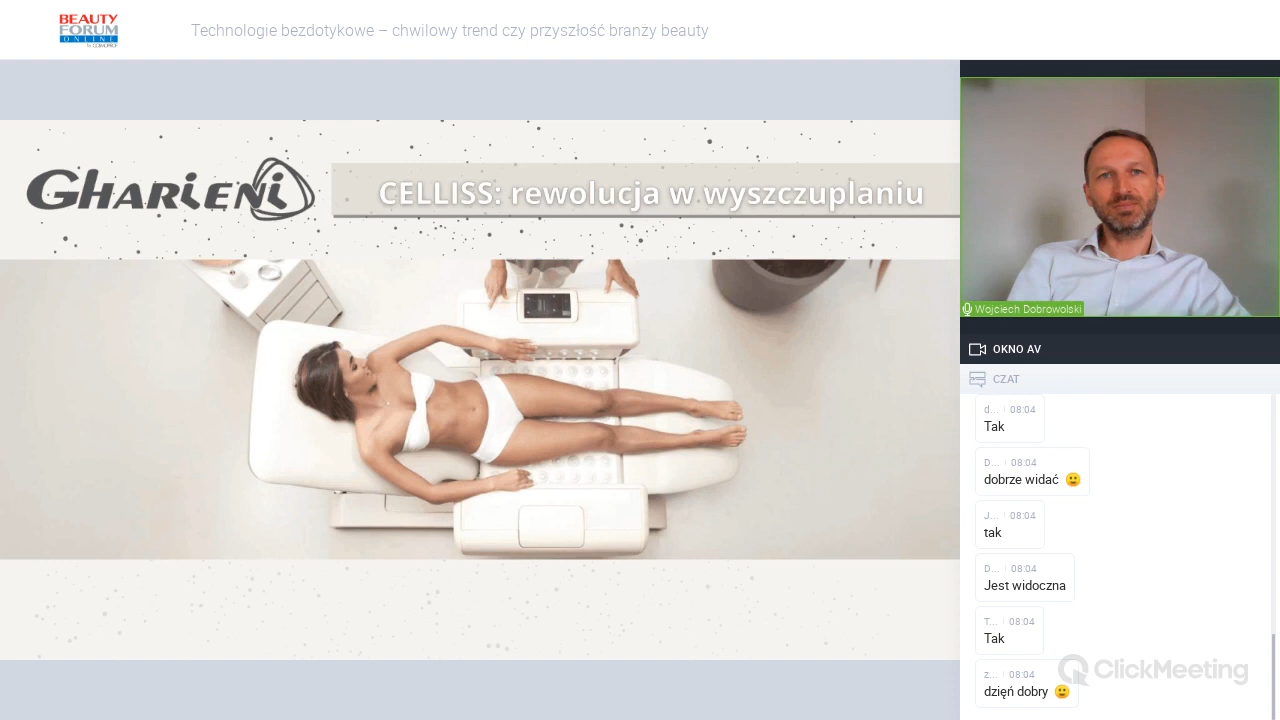 BEAUTY
FORUM
ONLINE
Technologie bezdotykowe – chwilowy trend czy przyszłość branży beauty
GHARIENI
CELLISS: rewolucja w wyszczuplaniu
Wojciech Dobrowolski
OKNO AV
CZAT
d... 08:04
Tak
D... 08:04
dobrze widać 🙂
J... 08:04
tak
D... 08:04
Jest widoczna
T... 08:04
Tak
z... 08:04
dzięń dobry 🙂
ClickMeeting